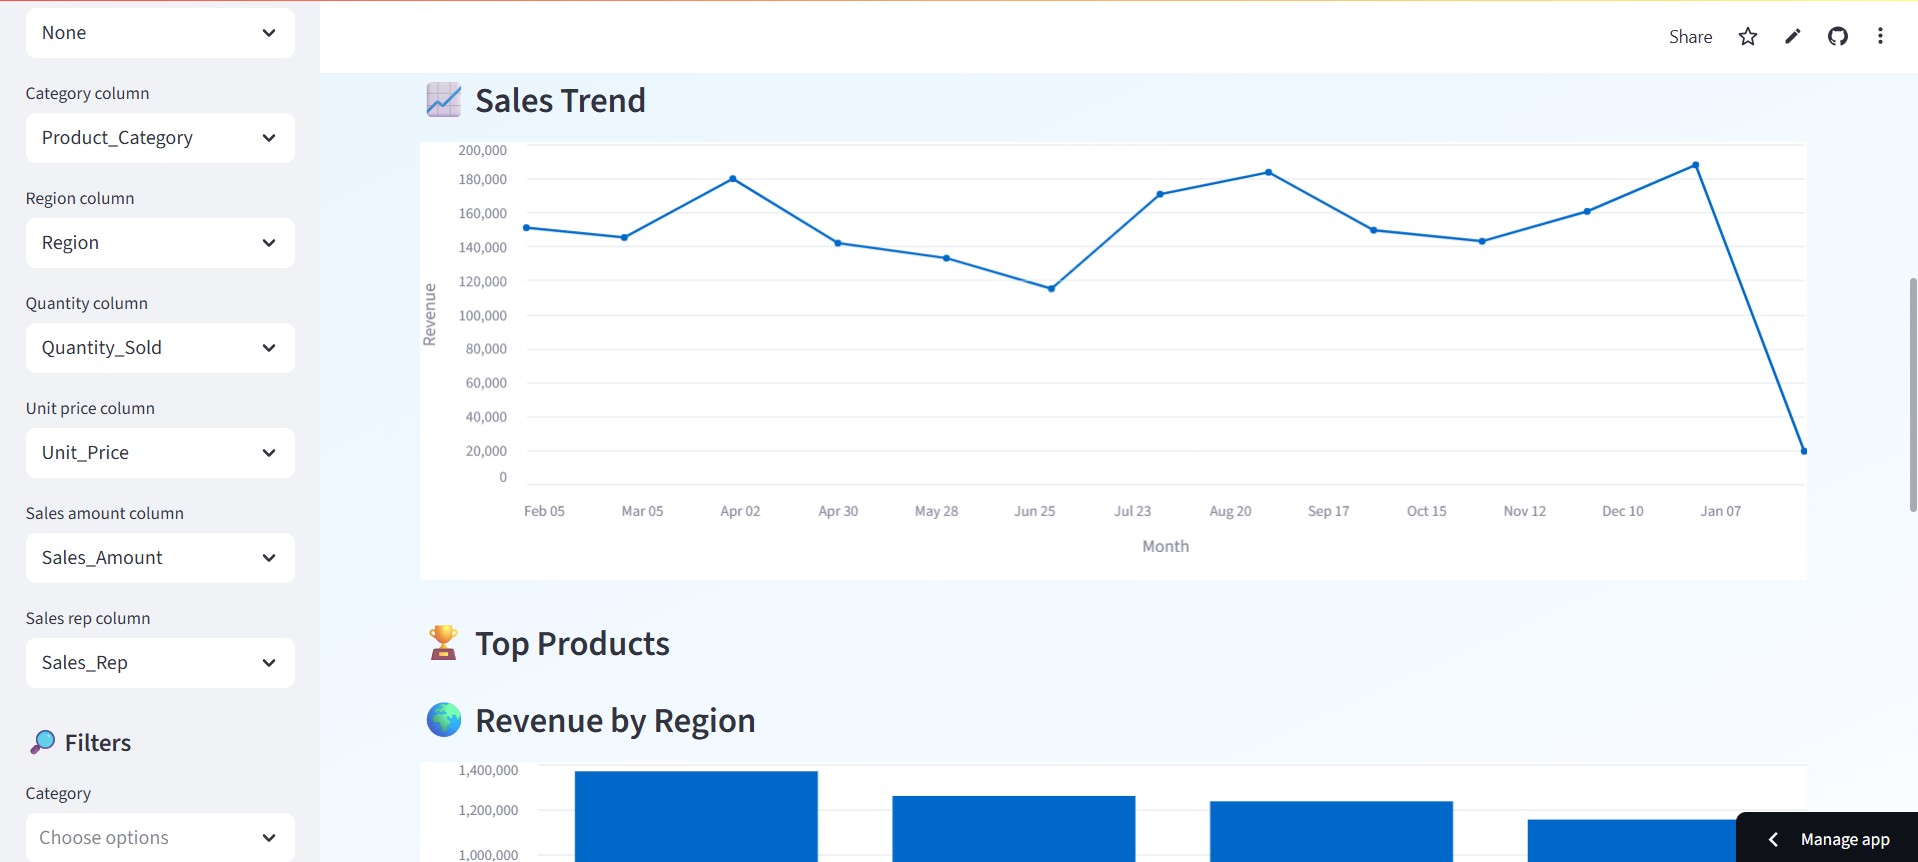 None
Category column
Product_Category
Region column
Region
Quantity column
Quantity_Sold
Unit price column
Unit_Price
Sales amount column
Sales_Amount
Sales rep column
Sales_Rep
Filters
Category
Choose options
Share
Sales Trend
200,000
180,000
160,000
140,000
120,000
100,000
80,000
60,000
40,000
20,000
0
Revenue
Feb 05 Mar 05 Apr 02 Apr 30 May 28 Jun 25 Jul 23 Aug 20 Sep 17 Oct 15 Nov 12 Dec 10 Jan 07
Month
Top Products
Revenue by Region
1,400,000
1,200,000
1,000,000
Manage app